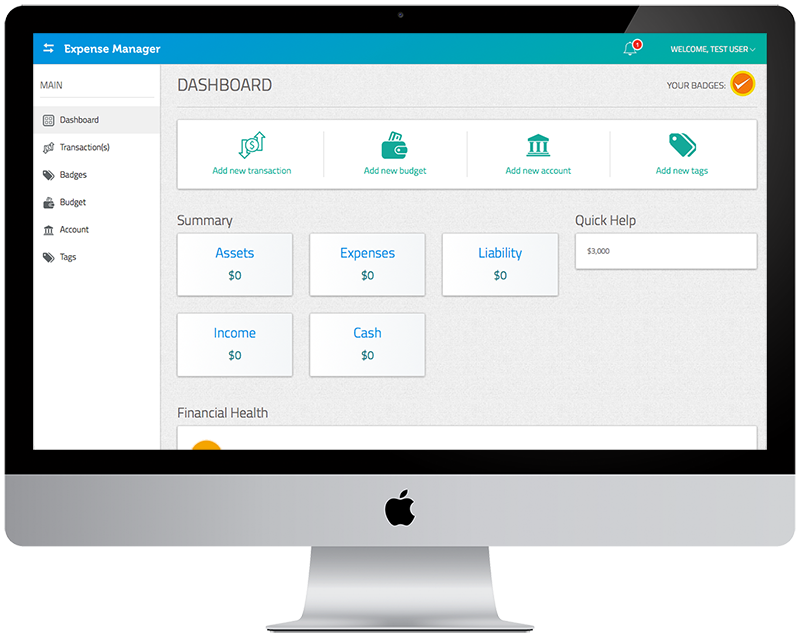 Expense Manager
1
WELCOME, TEST USER
MAIN
Dashboard
Transaction(s)
Badges
Budget
Account
Tags
DASHBOARD
YOUR BADGES:
Add new transaction
Add new budget
Add new account
Add new tags
Summary
Assets
$0
Expenses
$0
Liability
$0
Income
$0
Cash
$0
Quick Help
$3,000
Financial Health